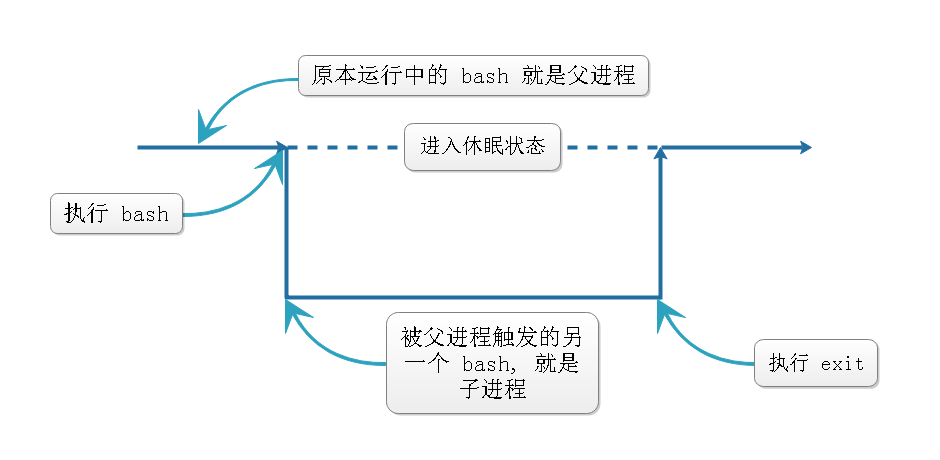 原本运行中的 bash 就是父进程
进入休眠状态
执行 bash
被父进程触发的另
一个 bash, 就是
子进程
执行 exit